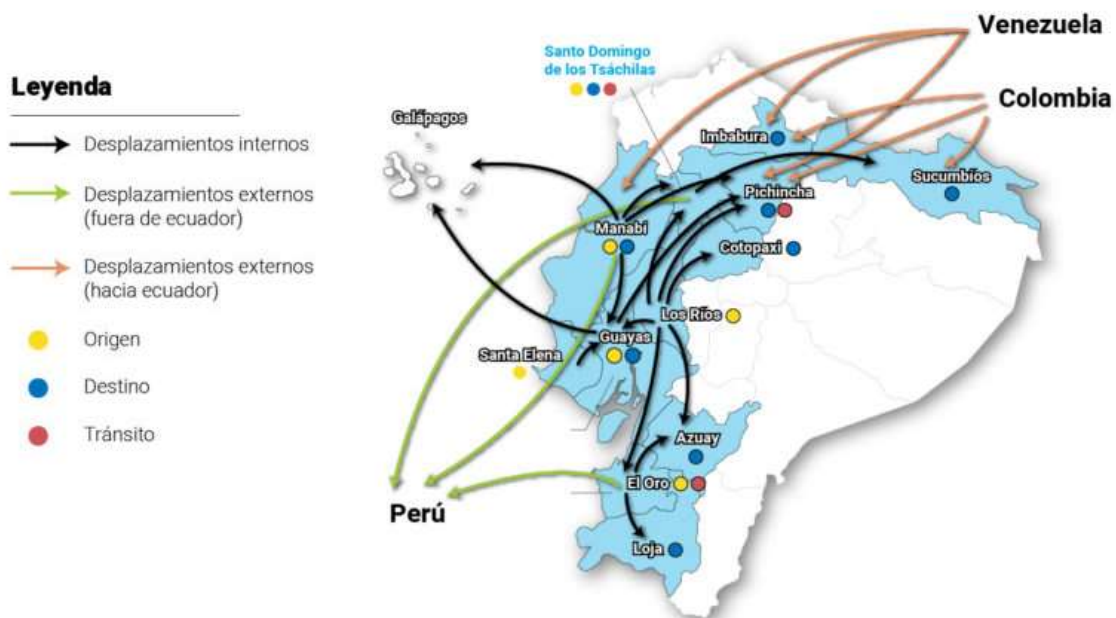 Leyenda
Desplazamientos internos
Desplazamientos externos
(fuera de ecuador)
Desplazamientos externos
(hacia ecuador)
Origen
Destino
Tránsito
Venezuela
Santo Domingo
de los Tsáchilas
Colombia
Galápagos
Imbabura
Sucumbíos
Pichincha
Manabí
Cotopaxi
Los Ríos
Guayas
Santa Elena
Azuay
El Oro
Perú
Loja